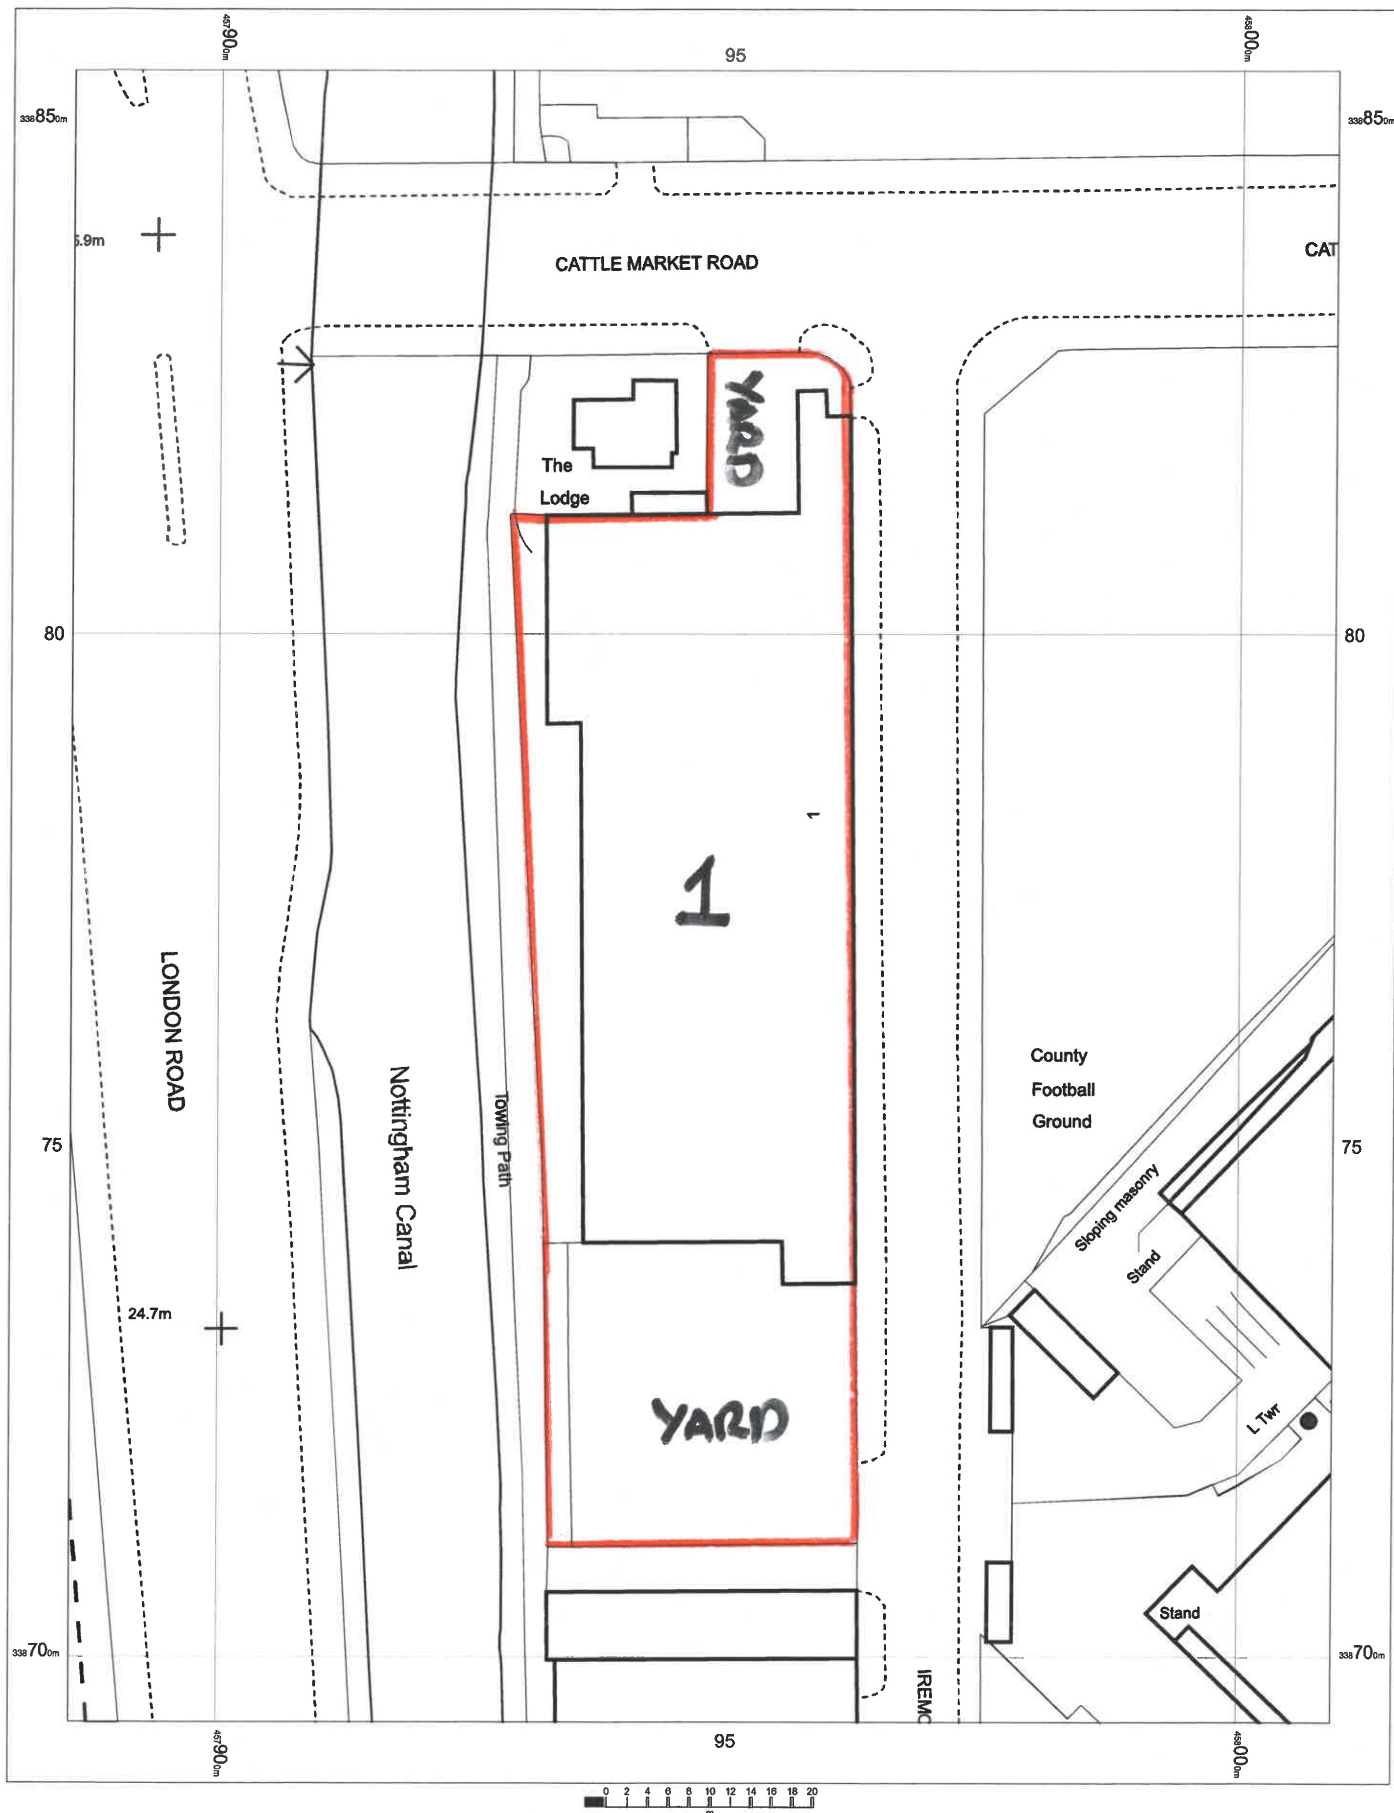 457900m
95
458000m
338850m
338850m
5.9m
CATTLE MARKET ROAD
CAT
YARD
The
Lodge
80
80
1
1
LONDON ROAD
Nottingham Canal
Towing Path
County
Football
Ground
75
75
Sloping masonry
Stand
24.7m
YARD
L Twr
Stand
338700m
338700m
IREMO
457900m
95
458000m
0 2 4 6 8 10 12 14 16 18 20
m